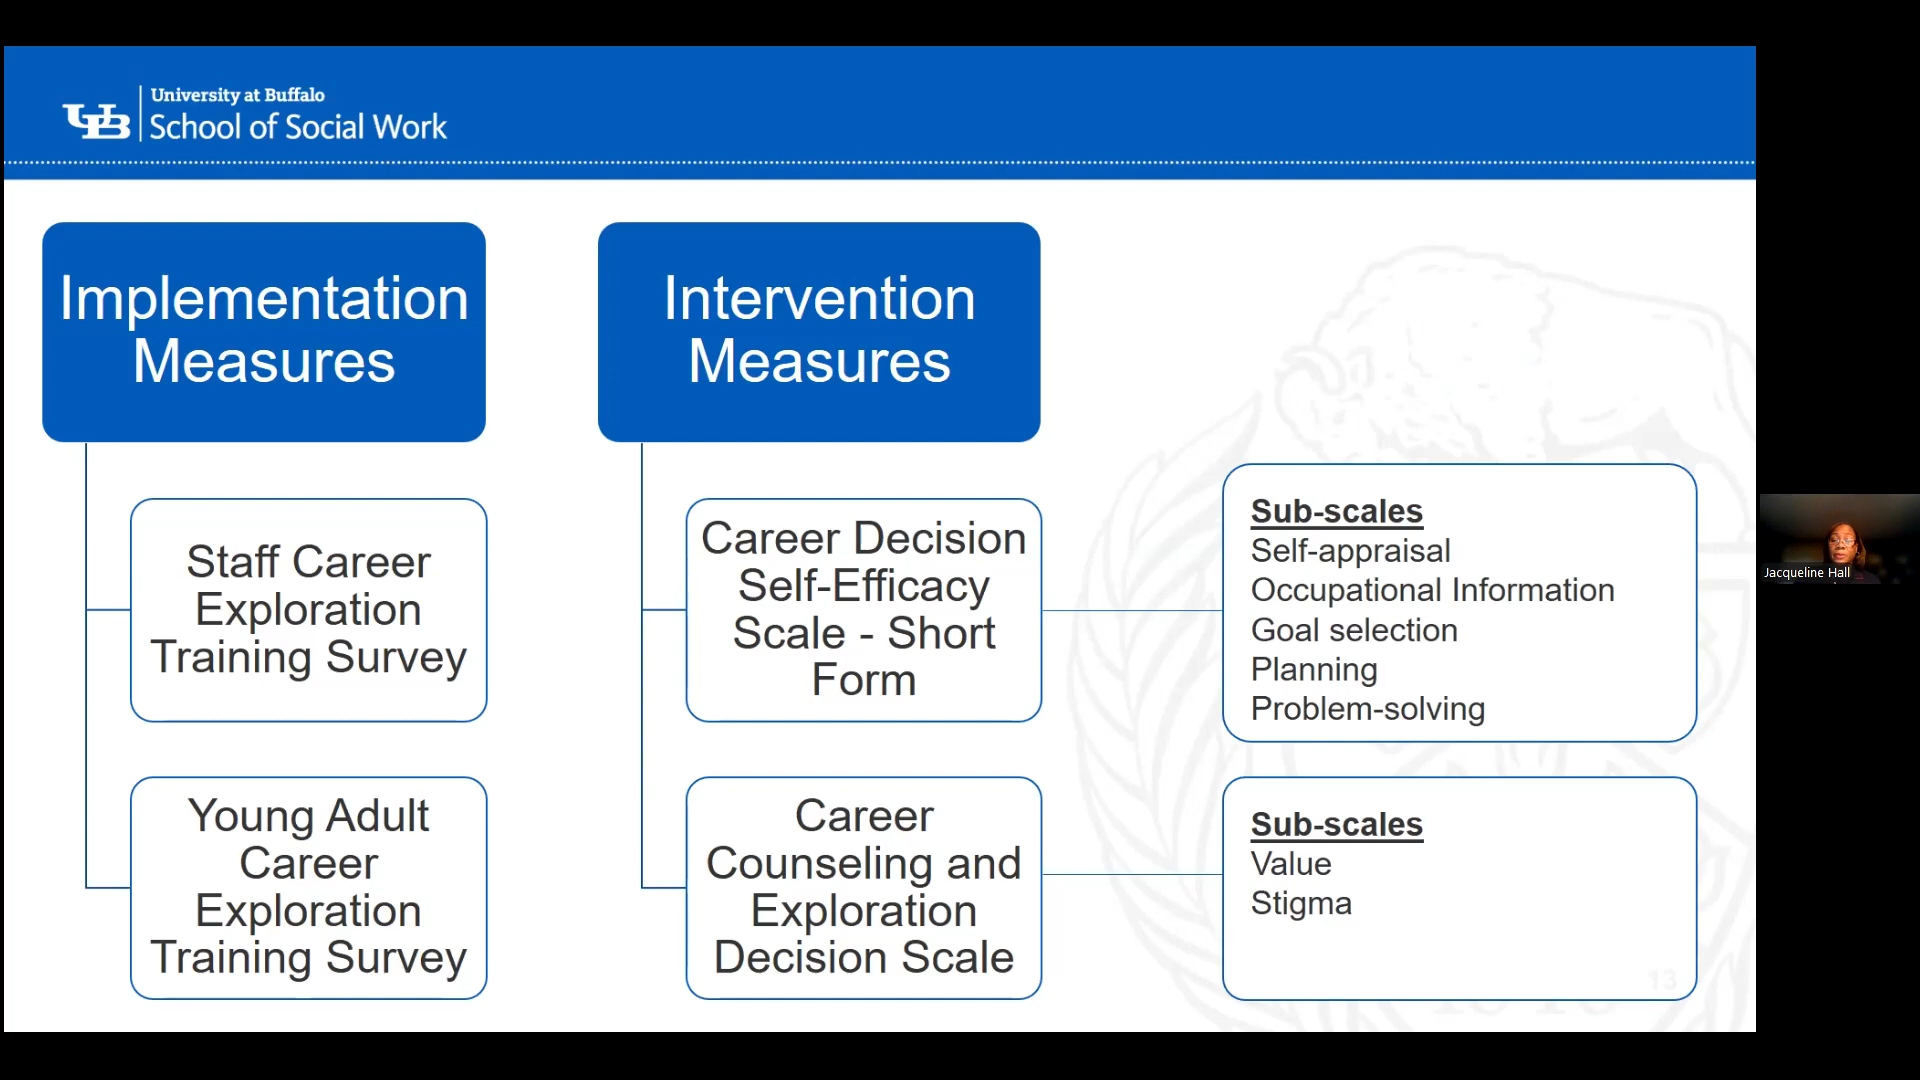 University at Buffalo
UB School of Social Work
Implementation
Measures
Staff Career
Exploration
Training Survey
Young Adult
Career
Exploration
Training Survey
Intervention
Measures
Career Decision
Self-Efficacy
Scale - Short
Form
Career
Counseling and
Exploration
Decision Scale
Sub-scales
Self-appraisal
Occupational Information
Goal selection
Planning
Problem-solving
Sub-scales
Value
Stigma
13
Jacqueline Hall